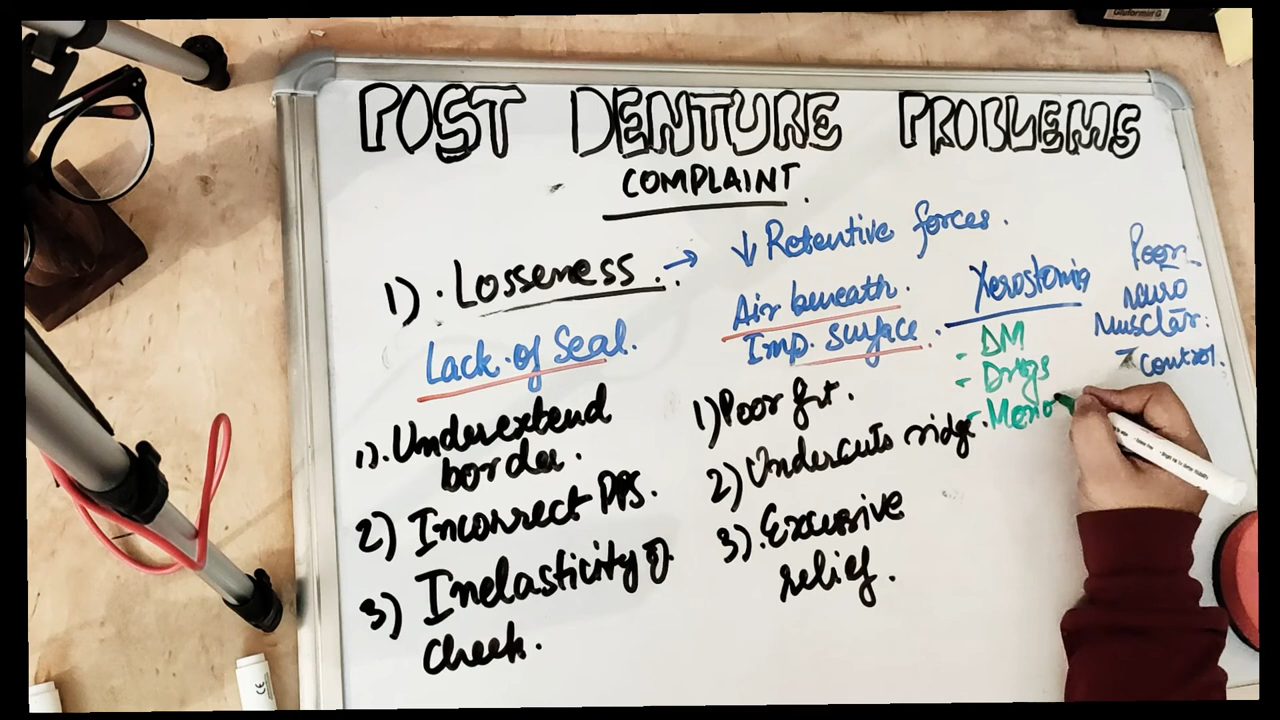 POST DENTURE PROBLEMS
COMPLAINT.
1). Losseness. →
↓ Retentive forces.
Lack of Seal.
1). Underextend
border.
2) Incorrect PPS.
3) Inelasticity of
cheek.
Air beneath.
Imp. surface.
1) Poor fit.
2) Undercuts ridge.
3). Excessive
relief.
Xerostomia
- DM
- Drugs
- Meno
Poor
neuro
Musclar.
control.